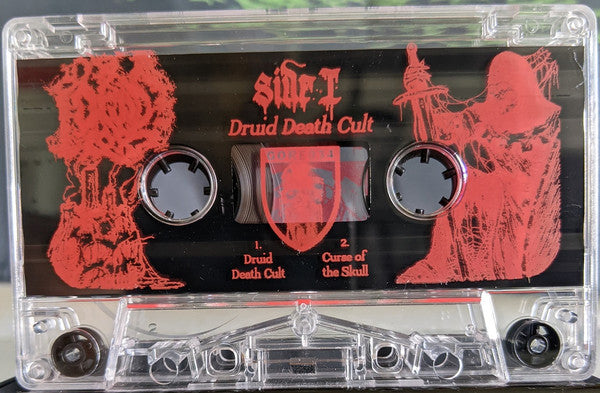 Side I
Druid Death Cult
1.
Druid
Death Cult
2.
Curse of
the Skull